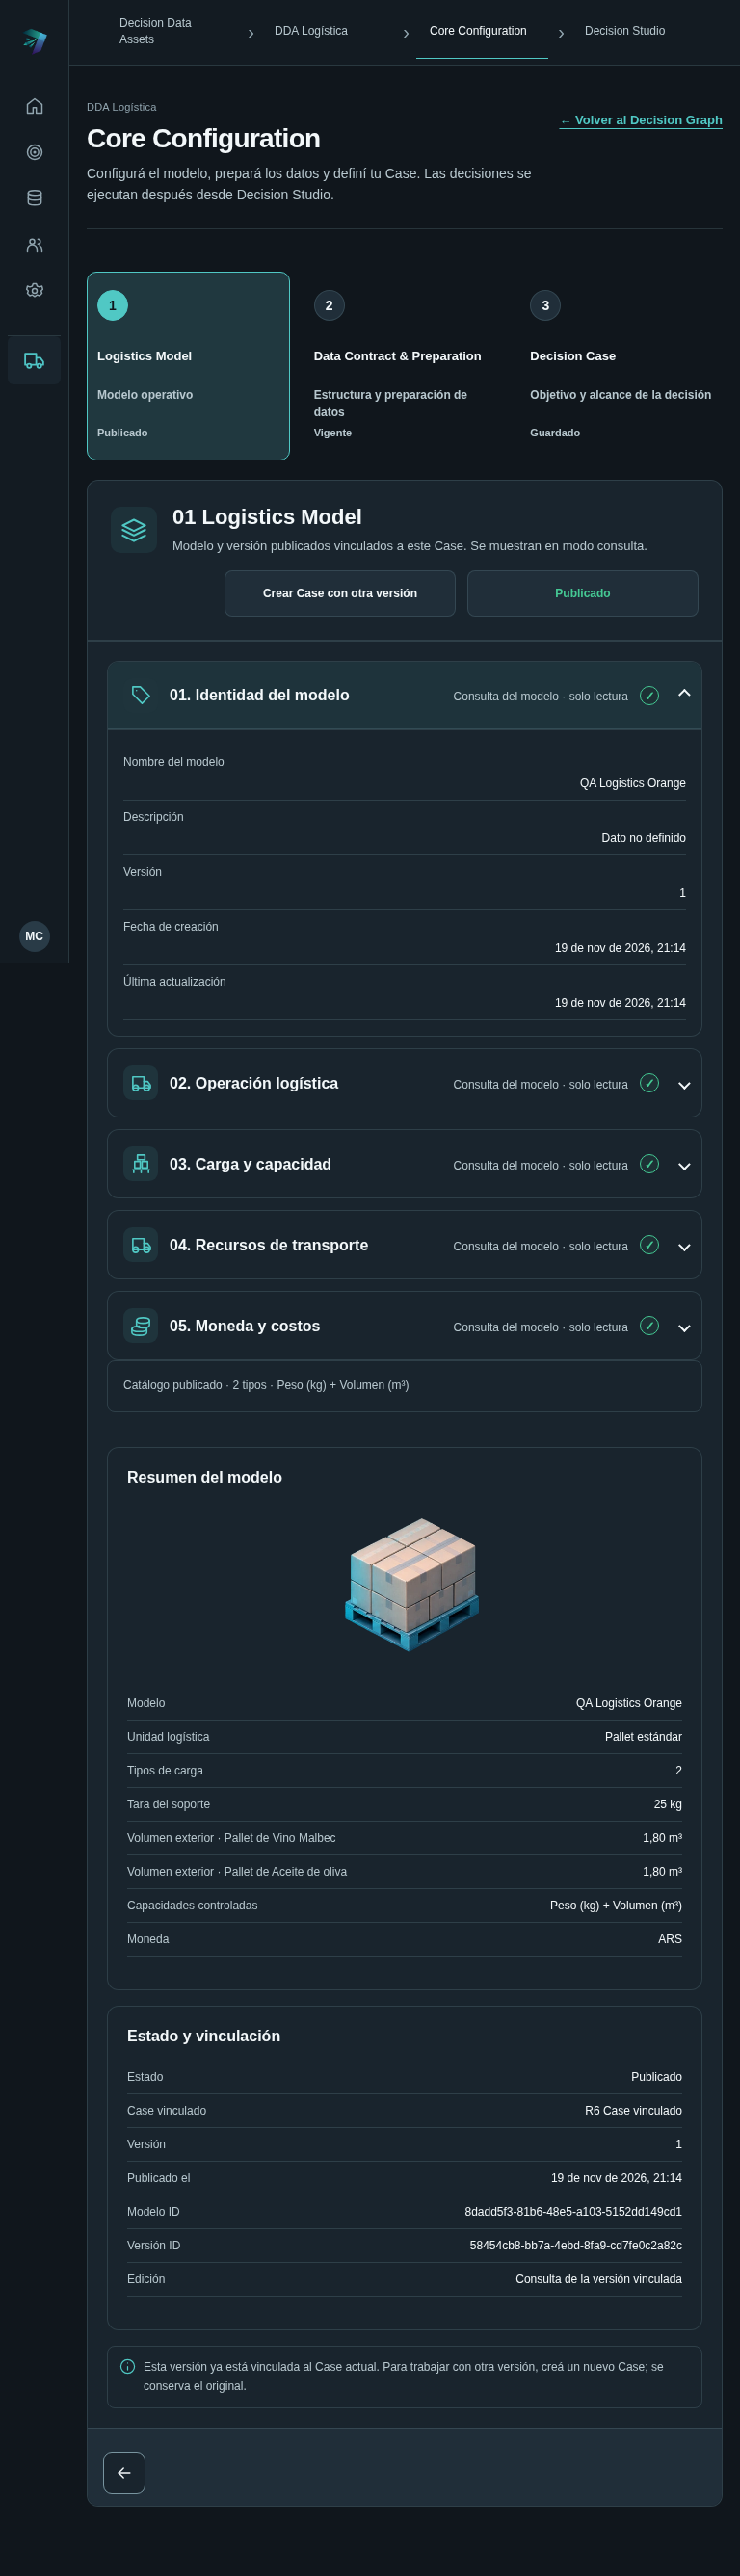 Decision Data
Assets
DDA Logística
Core Configuration
Decision Studio
DDA Logística
Core Configuration
← Volver al Decision Graph
Configurá el modelo, prepará los datos y definí tu Case. Las decisiones se
ejecutan después desde Decision Studio.
1
Logistics Model
Modelo operativo
Publicado
2
Data Contract & Preparation
Estructura y preparación de
datos
Vigente
3
Decision Case
Objetivo y alcance de la decisión
Guardado
01 Logistics Model
Modelo y versión publicados vinculados a este Case. Se muestran en modo consulta.
Crear Case con otra versión
Publicado
01. Identidad del modelo
Consulta del modelo · solo lectura
Nombre del modelo
QA Logistics Orange
Descripción
Dato no definido
Versión
1
Fecha de creación
19 de nov de 2026, 21:14
Última actualización
19 de nov de 2026, 21:14
MC
02. Operación logística
Consulta del modelo · solo lectura
03. Carga y capacidad
Consulta del modelo · solo lectura
04. Recursos de transporte
Consulta del modelo · solo lectura
05. Moneda y costos
Consulta del modelo · solo lectura
Catálogo publicado · 2 tipos · Peso (kg) + Volumen (m³)
Resumen del modelo
Modelo QA Logistics Orange
Unidad logística Pallet estándar
Tipos de carga 2
Tara del soporte 25 kg
Volumen exterior · Pallet de Vino Malbec 1,80 m³
Volumen exterior · Pallet de Aceite de oliva 1,80 m³
Capacidades controladas Peso (kg) + Volumen (m³)
Moneda ARS
Estado y vinculación
Estado Publicado
Case vinculado R6 Case vinculado
Versión 1
Publicado el 19 de nov de 2026, 21:14
Modelo ID 8dadd5f3-81b6-48e5-a103-5152dd149cd1
Versión ID 58454cb8-bb7a-4ebd-8fa9-cd7fe0c2a82c
Edición Consulta de la versión vinculada
Esta versión ya está vinculada al Case actual. Para trabajar con otra versión, creá un nuevo Case; se
conserva el original.